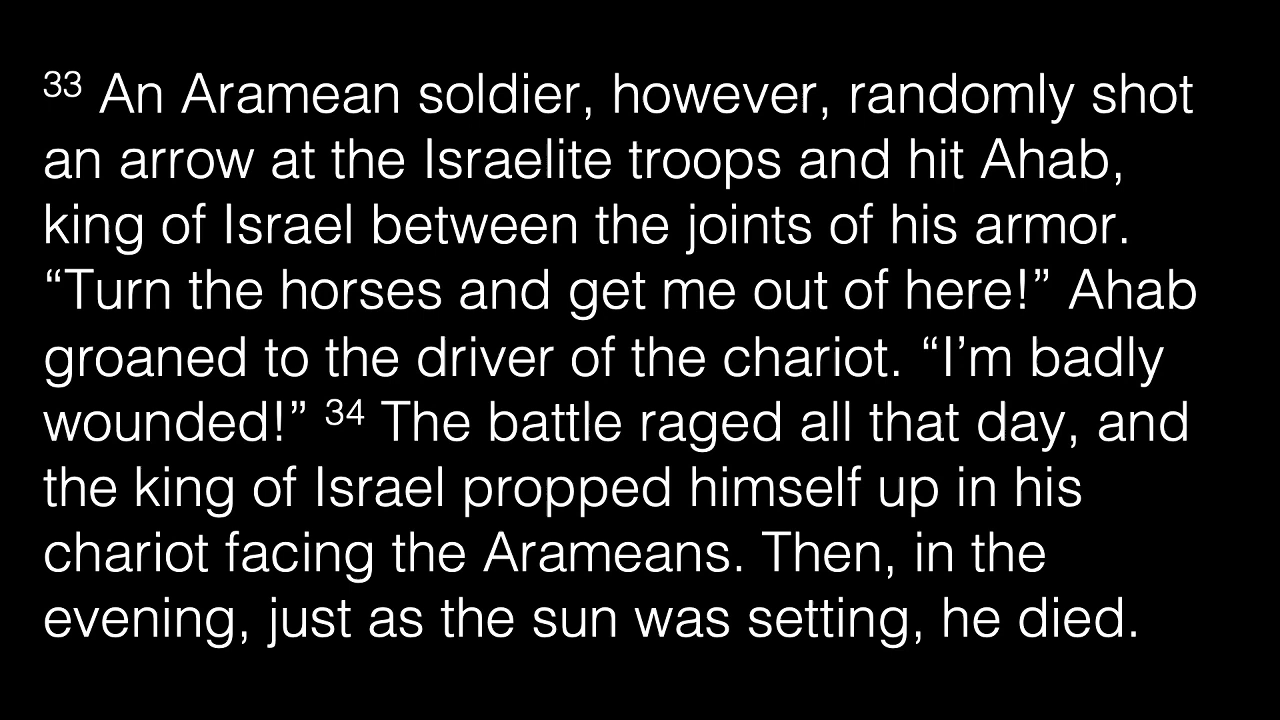 33 An Aramean soldier, however, randomly shot
an arrow at the Israelite troops and hit Ahab,
king of Israel between the joints of his armor.
“Turn the horses and get me out of here!” Ahab
groaned to the driver of the chariot. “I’m badly
wounded!” 34 The battle raged all that day, and
the king of Israel propped himself up in his
chariot facing the Arameans. Then, in the
evening, just as the sun was setting, he died.